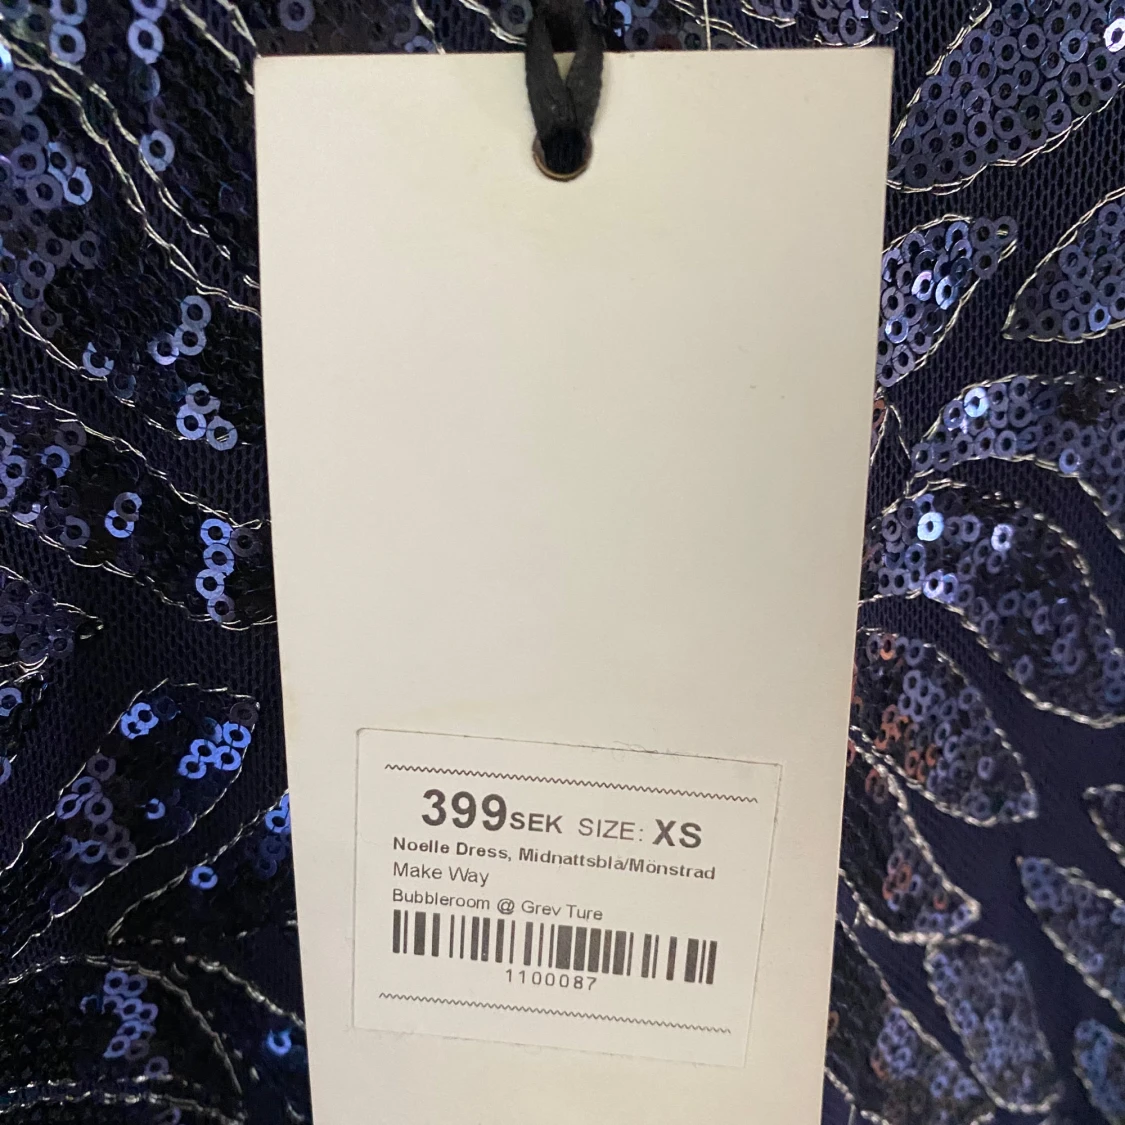 399SEK SIZE: XS
Noelle Dress, Midnattsblå/Mönstrad
Make Way
Bubbleroom @ Grev Ture
1100087